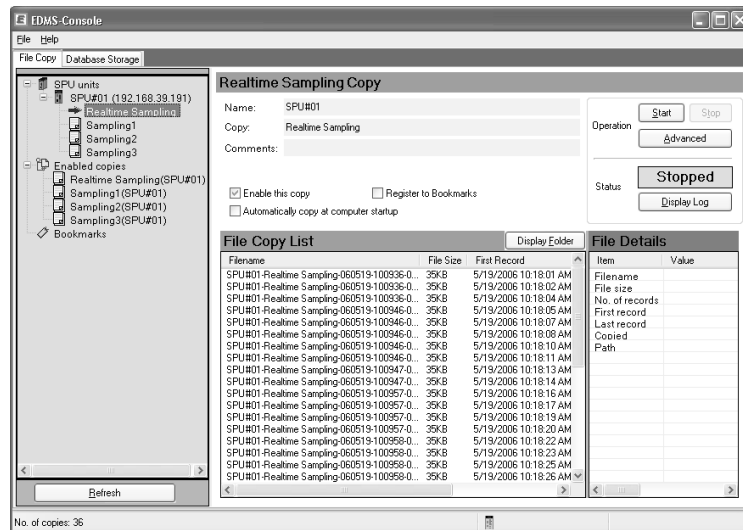 EDMS-Console
File Help
File Copy Database Storage
SPU units
SPU#01 (192.168.39.191)
Realtime Sampling
Sampling1
Sampling2
Sampling3
Enabled copies
Realtime Sampling(SPU#01)
Sampling1(SPU#01)
Sampling2(SPU#01)
Sampling3(SPU#01)
Bookmarks
Refresh
Realtime Sampling Copy
Name: SPU#01
Copy: Realtime Sampling
Comments:
Enable this copy Register to Bookmarks
Automatically copy at computer startup
Operation Start Stop
Advanced
Status Stopped
Display Log
File Copy List Display Folder
Filename File Size First Record
SPU#01-Realtime Sampling-060519-100936-0... 35KB 5/19/2006 10:18:01 AM
SPU#01-Realtime Sampling-060519-100936-0... 35KB 5/19/2006 10:18:02 AM
SPU#01-Realtime Sampling-060519-100936-0... 35KB 5/19/2006 10:18:04 AM
SPU#01-Realtime Sampling-060519-100946-0... 35KB 5/19/2006 10:18:05 AM
SPU#01-Realtime Sampling-060519-100946-0... 35KB 5/19/2006 10:18:07 AM
SPU#01-Realtime Sampling-060519-100946-0... 35KB 5/19/2006 10:18:08 AM
SPU#01-Realtime Sampling-060519-100946-0... 35KB 5/19/2006 10:18:10 AM
SPU#01-Realtime Sampling-060519-100946-0... 35KB 5/19/2006 10:18:11 AM
SPU#01-Realtime Sampling-060519-100947-0... 35KB 5/19/2006 10:18:13 AM
SPU#01-Realtime Sampling-060519-100947-0... 35KB 5/19/2006 10:18:14 AM
SPU#01-Realtime Sampling-060519-100957-0... 35KB 5/19/2006 10:18:16 AM
SPU#01-Realtime Sampling-060519-100957-0... 35KB 5/19/2006 10:18:17 AM
SPU#01-Realtime Sampling-060519-100957-0... 35KB 5/19/2006 10:18:19 AM
SPU#01-Realtime Sampling-060519-100957-0... 35KB 5/19/2006 10:18:20 AM
SPU#01-Realtime Sampling-060519-100958-0... 35KB 5/19/2006 10:18:22 AM
SPU#01-Realtime Sampling-060519-100958-0... 35KB 5/19/2006 10:18:23 AM
SPU#01-Realtime Sampling-060519-100958-0... 35KB 5/19/2006 10:18:25 AM
SPU#01-Realtime Sampling-060519-100958-0... 35KB 5/19/2006 10:18:26 AM
File Details
Item Value
Filename
File size
No. of records
First record
Last record
Copied
Path
No. of copies: 36